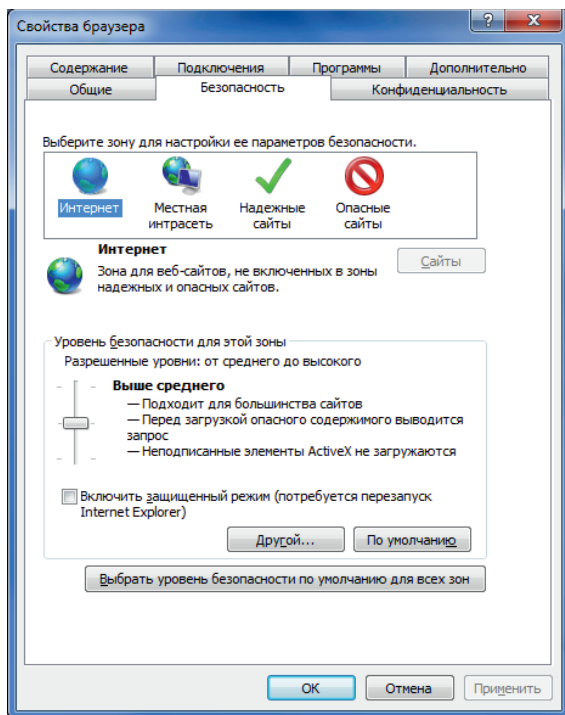 Свойства браузера
Содержание Подключения Программы Дополнительно
Общие Безопасность Конфиденциальность
Выберите зону для настройки ее параметров безопасности.
Интернет Местная интрасеть Надежные сайты Опасные сайты
Интернет
Зона для веб-сайтов, не включенных в зоны
надежных и опасных сайтов.
Сайты
Уровень безопасности для этой зоны
Разрешенные уровни: от среднего до высокого
Выше среднего
— Подходит для большинства сайтов
— Перед загрузкой опасного содержимого выводится
запрос
— Неподписанные элементы ActiveX не загружаются
Включить защищенный режим (потребуется перезапуск
Internet Explorer)
Другой... По умолчанию
Выбрать уровень безопасности по умолчанию для всех зон
ОК Отмена Применить